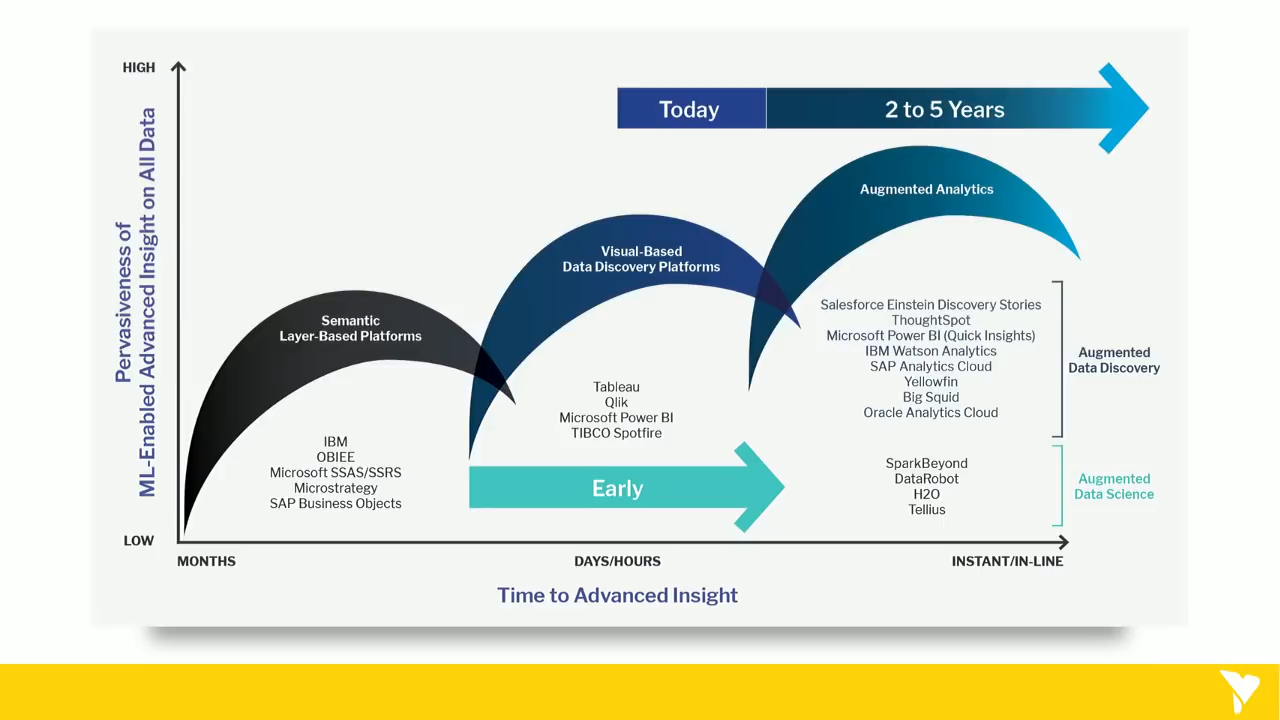 HIGH
Pervasiveness of
ML-Enabled Advanced Insight on All Data
Today
2 to 5 Years
Augmented Analytics
Visual-Based
Data Discovery Platforms
Semantic
Layer-Based Platforms
Salesforce Einstein Discovery Stories
ThoughtSpot
Microsoft Power BI (Quick Insights)
IBM Watson Analytics
SAP Analytics Cloud
Yellowfin
Big Squid
Oracle Analytics Cloud
Augmented
Data Discovery
Tableau
Qlik
Microsoft Power BI
TIBCO Spotfire
IBM
OBIEE
Microsoft SSAS/SSRS
Microstrategy
SAP Business Objects
Early
SparkBeyond
DataRobot
H2O
Tellius
Augmented
Data Science
LOW
MONTHS
DAYS/HOURS
INSTANT/IN-LINE
Time to Advanced Insight